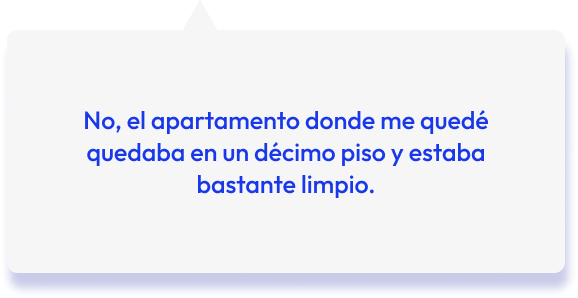 No, el apartamento donde me quedé
quedaba en un décimo piso y estaba
bastante limpio.